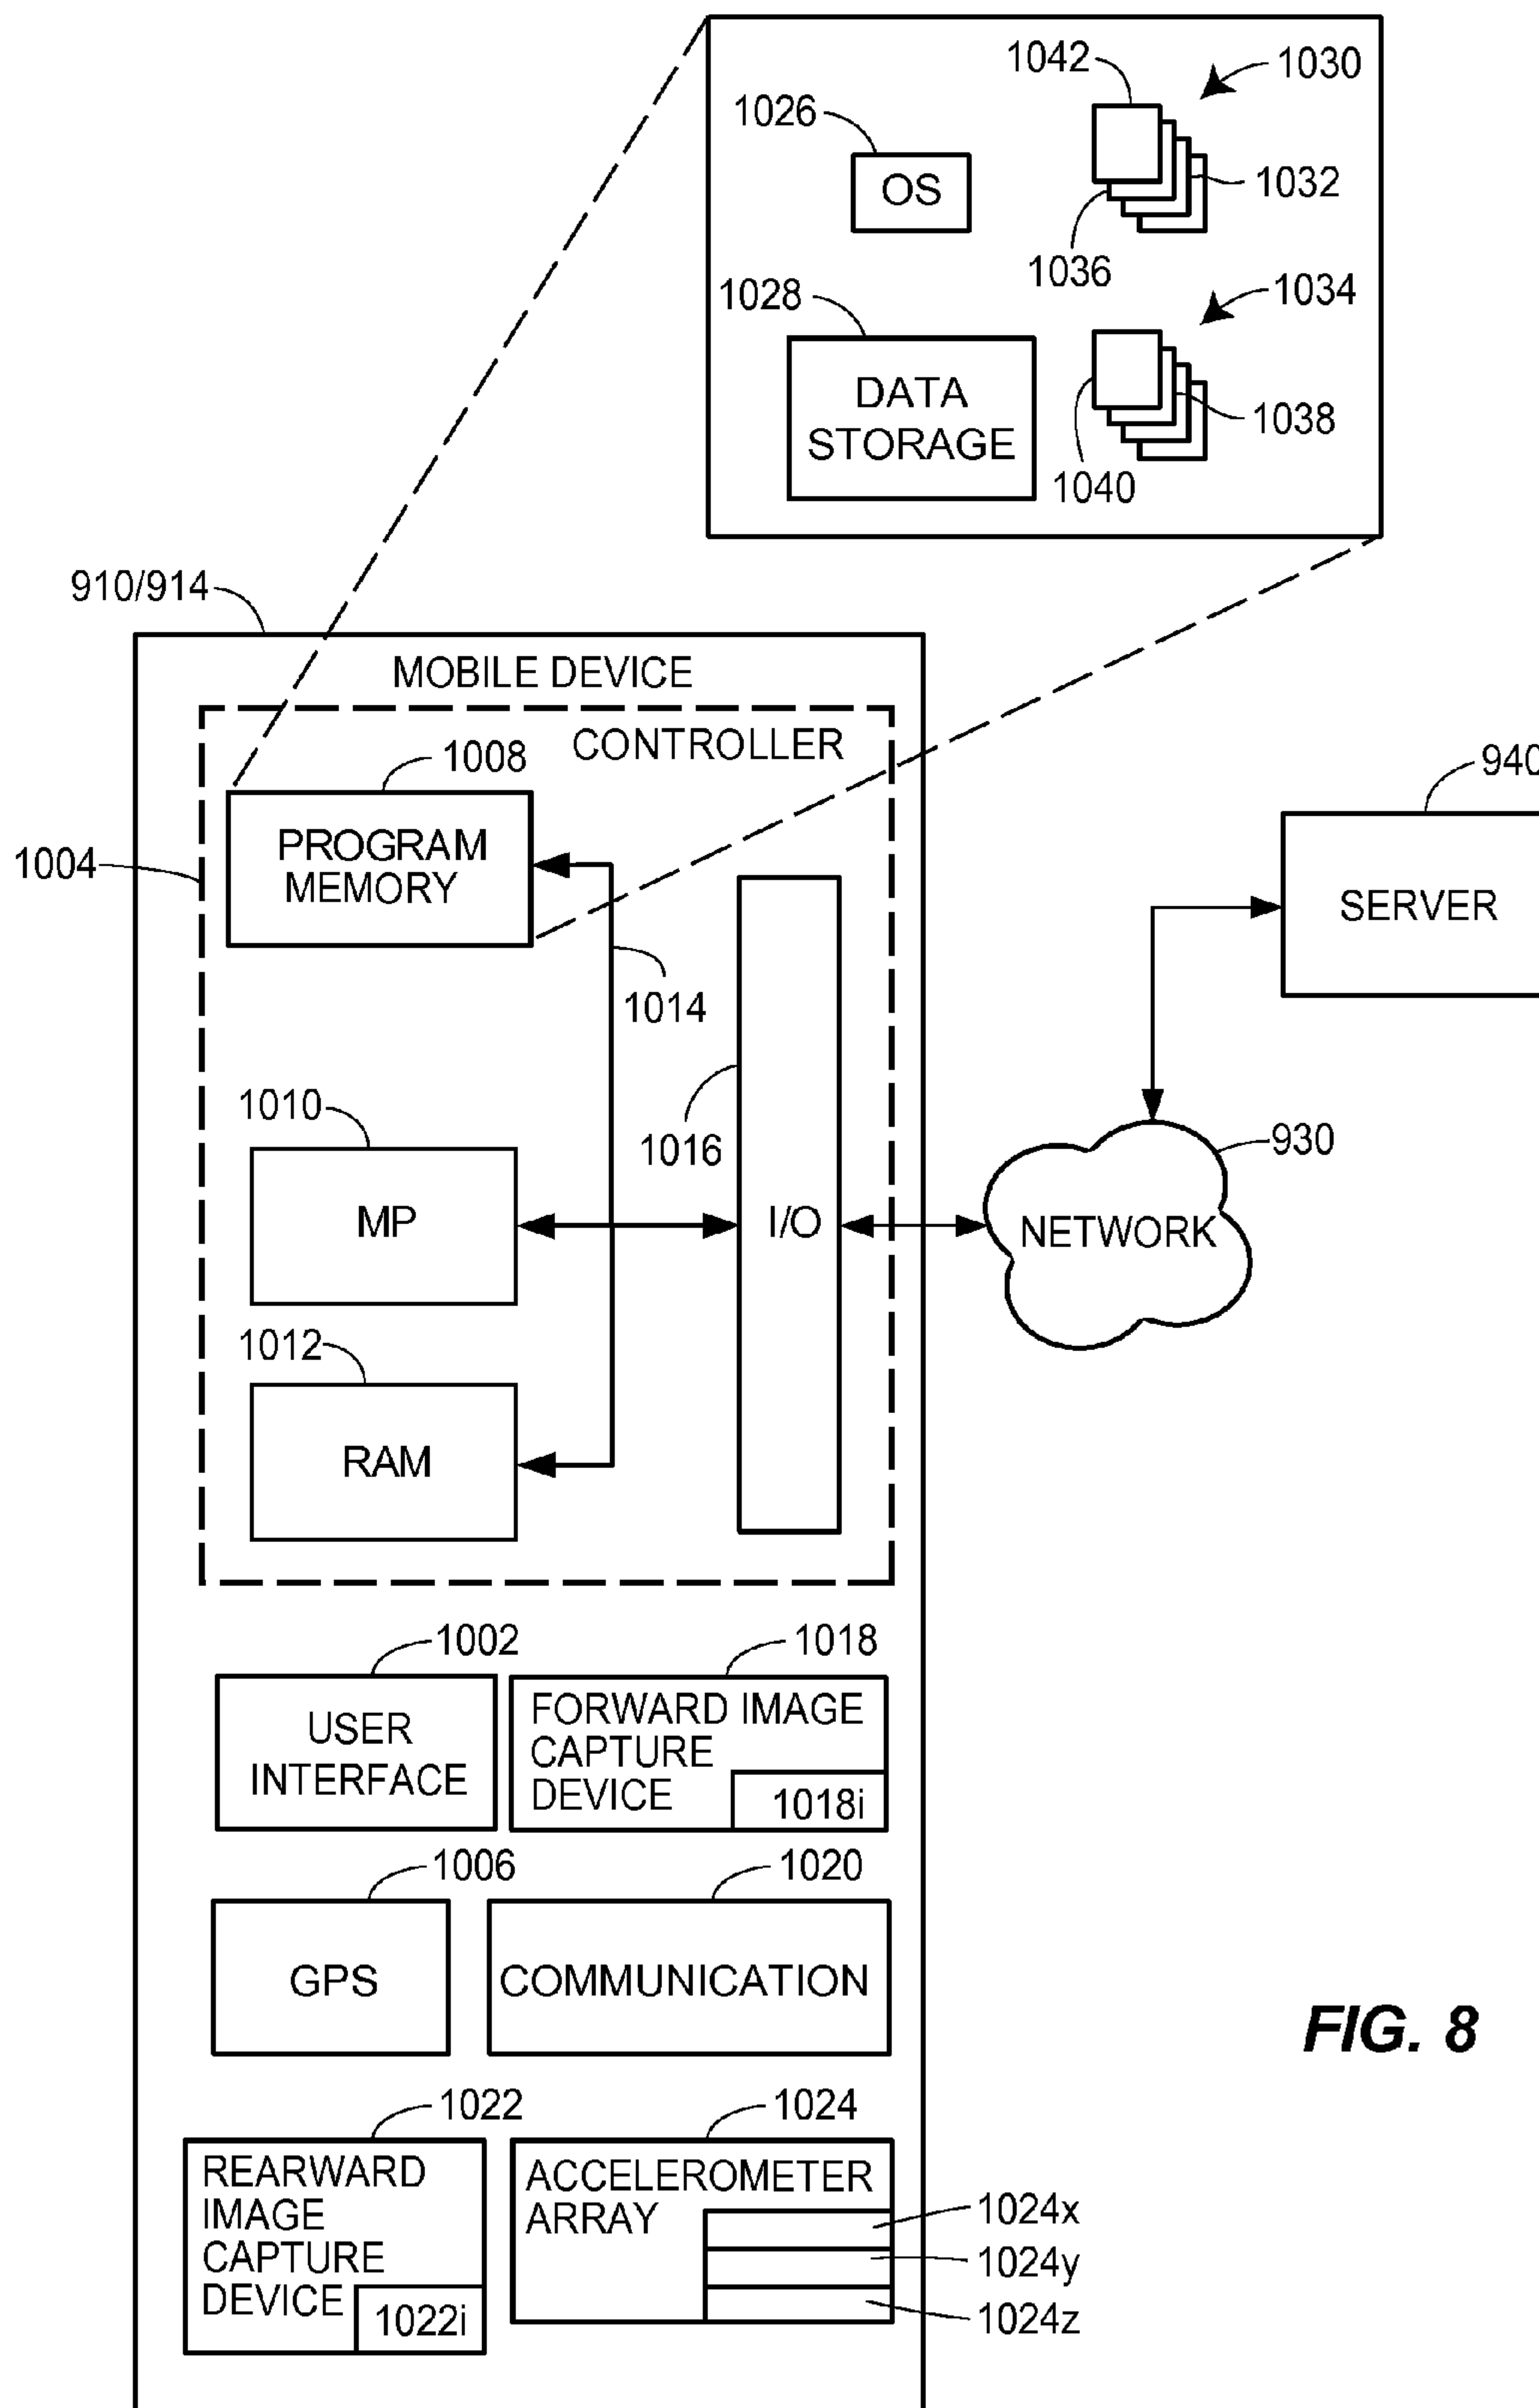 1042
1030
1026
OS
1032
1036
1028
1034
DATA
STORAGE
1038
1040
910/914
MOBILE DEVICE
CONTROLLER
1008
940
PROGRAM
MEMORY
1004
SERVER
1014
1010
1016
930
MP
I/O
NETWORK
1012
RAM
1002
1018
USER
INTERFACE
FORWARD IMAGE
CAPTURE
DEVICE
1018i
1006
1020
GPS
COMMUNICATION
FIG. 8
1022
1024
REARWARD
IMAGE
CAPTURE
DEVICE
1022i
ACCELEROMETER
ARRAY
1024x
1024y
1024z